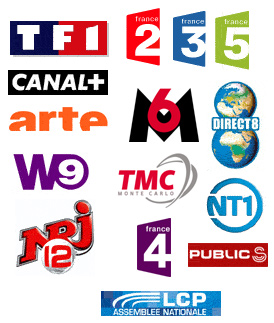 TF1
france
2
france
3
france
5
CANAL+
arte
M6
DIRECT8
W9
TMC
MONTE CARLO
NT1
NRJ
12
france
4
PUBLIC S
LCP
ASSEMBLEE NATIONALE